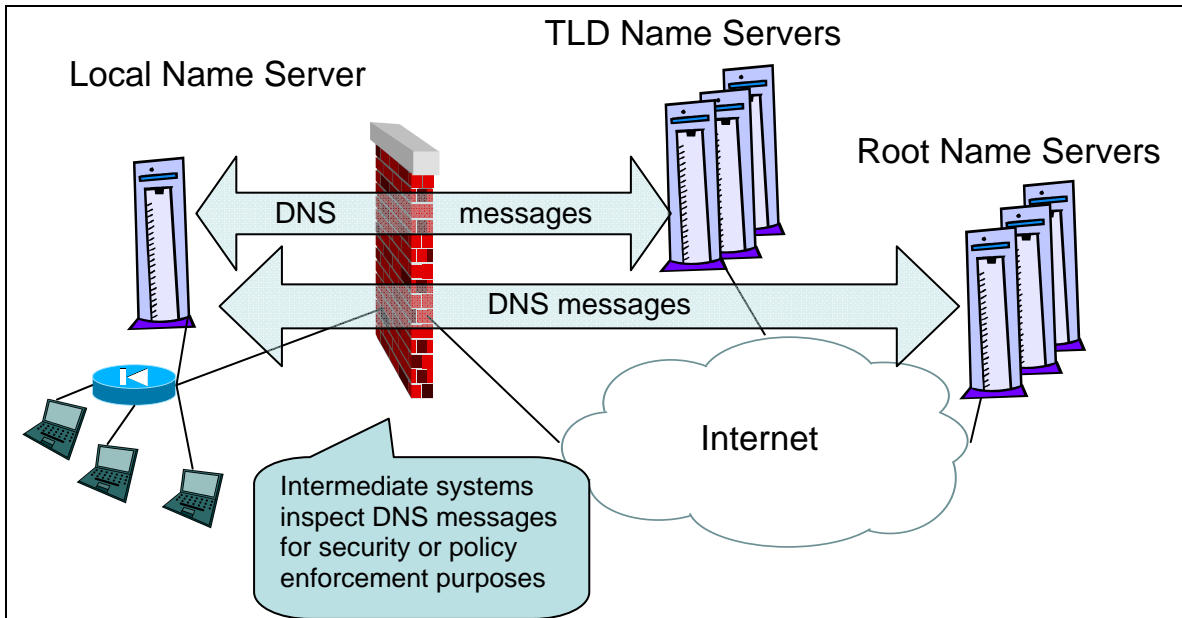 TLD Name Servers
Local Name Server
Root Name Servers
DNS messages
DNS messages
Internet
Intermediate systems
inspect DNS messages
for security or policy
enforcement purposes